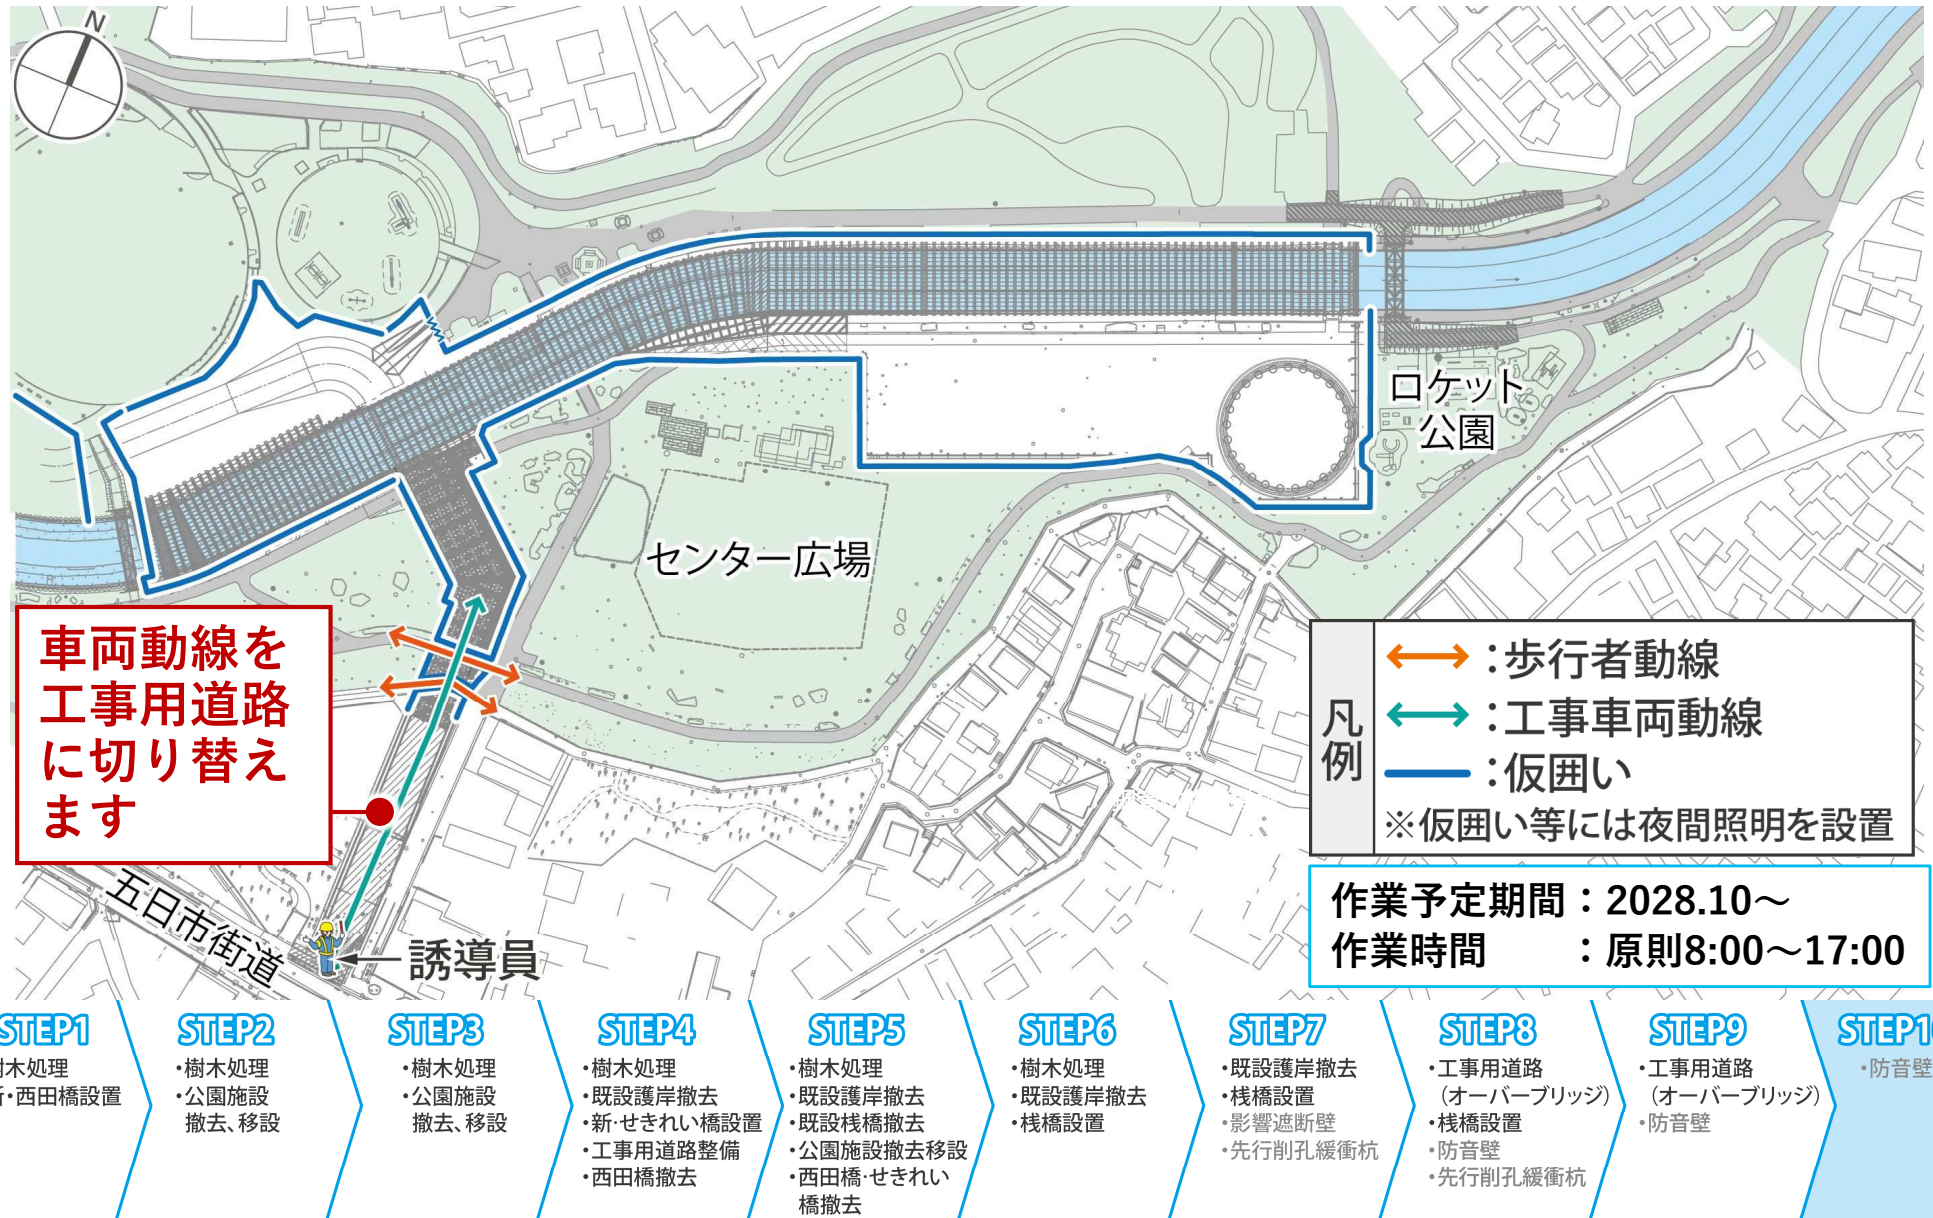 N
ロケット
公園
センター広場
車両動線を
工事用道路
に切り替え
ます
五日市街道
誘導員
凡例
：歩行者動線
：工事車両動線
：仮囲い
※仮囲い等には夜間照明を設置
作業予定期間：2028.10～
作業時間　　：原則8:00～17:00
STEP1
樹木処理
・西田橋設置
STEP2
・樹木処理
・公園施設
撤去、移設
STEP3
・樹木処理
・公園施設
撤去、移設
STEP4
・樹木処理
・既設護岸撤去
・新・せきれい橋設置
・工事用道路整備
・西田橋撤去
STEP5
・樹木処理
・既設護岸撤去
・既設桟橋撤去
・公園施設撤去移設
・西田橋・せきれい
橋撤去
STEP6
・樹木処理
・既設護岸撤去
・桟橋設置
STEP7
・既設護岸撤去
・桟橋設置
・影響遮断壁
・先行削孔緩衝杭
STEP8
・工事用道路
（オーバーブリッジ）
・桟橋設置
・防音壁
・先行削孔緩衝杭
STEP9
・工事用道路
（オーバーブリッジ）
・防音壁
STEP1
・防音壁